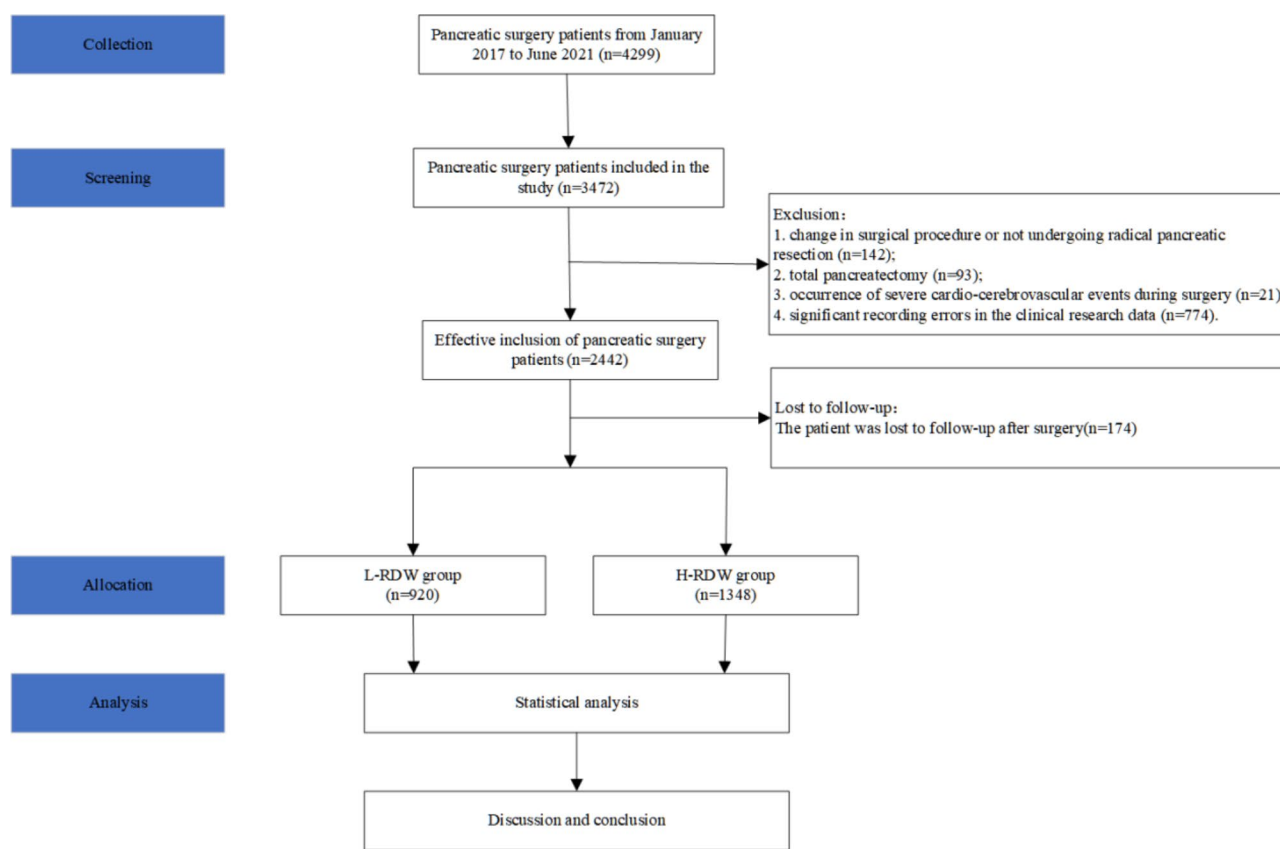 Collection
Pancreatic surgery patients from January
2017 to June 2021 (n=4299)
Screening
Pancreatic surgery patients included in the
study (n=3472)
Exclusion:
1. change in surgical procedure or not undergoing radical pancreatic
resection (n=142);
2. total pancreatectomy (n=93);
3. occurrence of severe cardio-cerebrovascular events during surgery (n=21)
4. significant recording errors in the clinical research data (n=774).
Effective inclusion of pancreatic surgery
patients (n=2442)
Lost to follow-up:
The patient was lost to follow-up after surgery(n=174)
Allocation
L-RDW group
(n=920)
H-RDW group
(n=1348)
Analysis
Statistical analysis
Discussion and conclusion